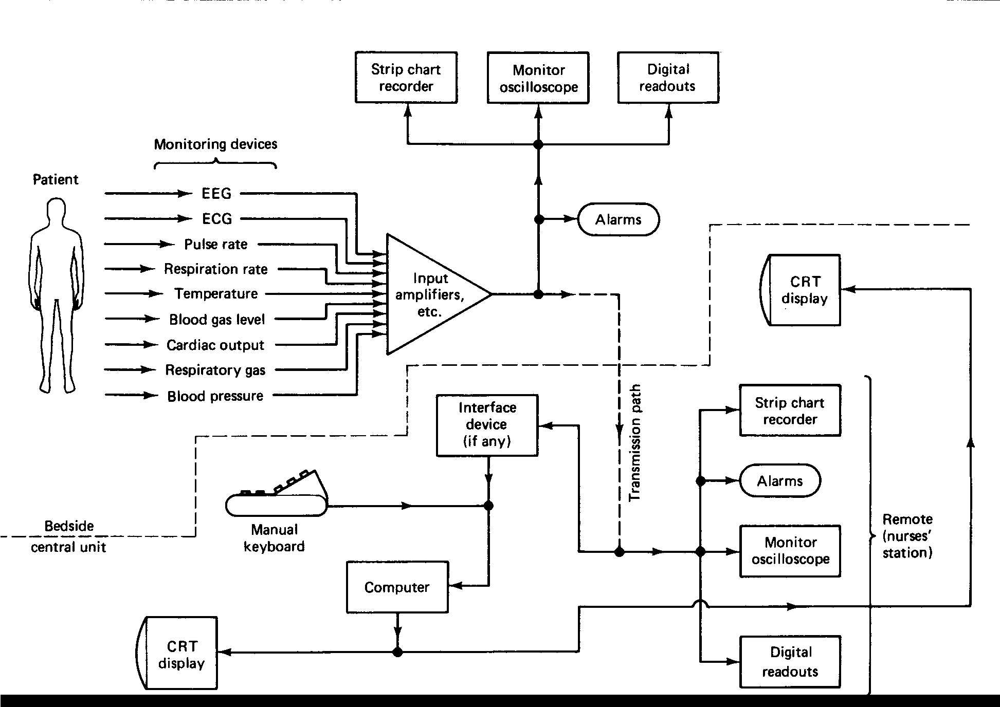 Strip chart
recorder
Monitor
oscilloscope
Digital
readouts
Monitoring devices
Patient
EEG
ECG
Pulse rate
Respiration rate
Temperature
Blood gas level
Cardiac output
Respiratory gas
Blood pressure
Input
amplifiers,
etc.
Alarms
CRT
display
Interface
device
(if any)
Transmission path
Strip chart
recorder
Alarms
Monitor
oscilloscope
Digital
readouts
Remote
(nurses'
station)
Bedside
central unit
Manual
keyboard
Computer
CRT
display